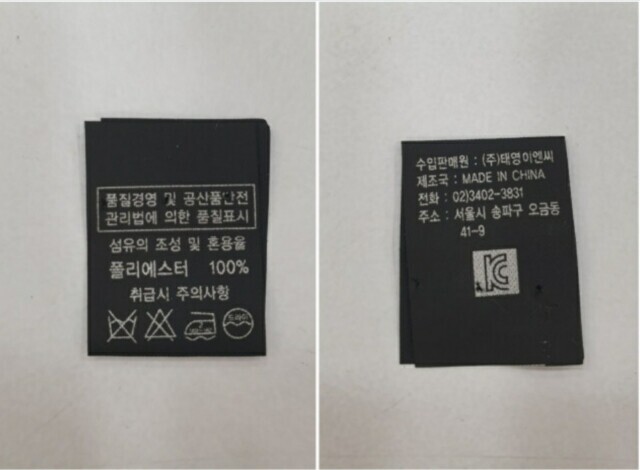 품질경영 및 공산품안전
관리법에 의한 품질표시
섬유의 조성 및 혼용율
폴리에스터 100%
취급시 주의사항
드라이
수입판매원 : (주)태영이엔씨
제조국 : MADE IN CHINA
전화 : 02)3402-3831
주소 : 서울시 송파구 오금동
41-9
KC